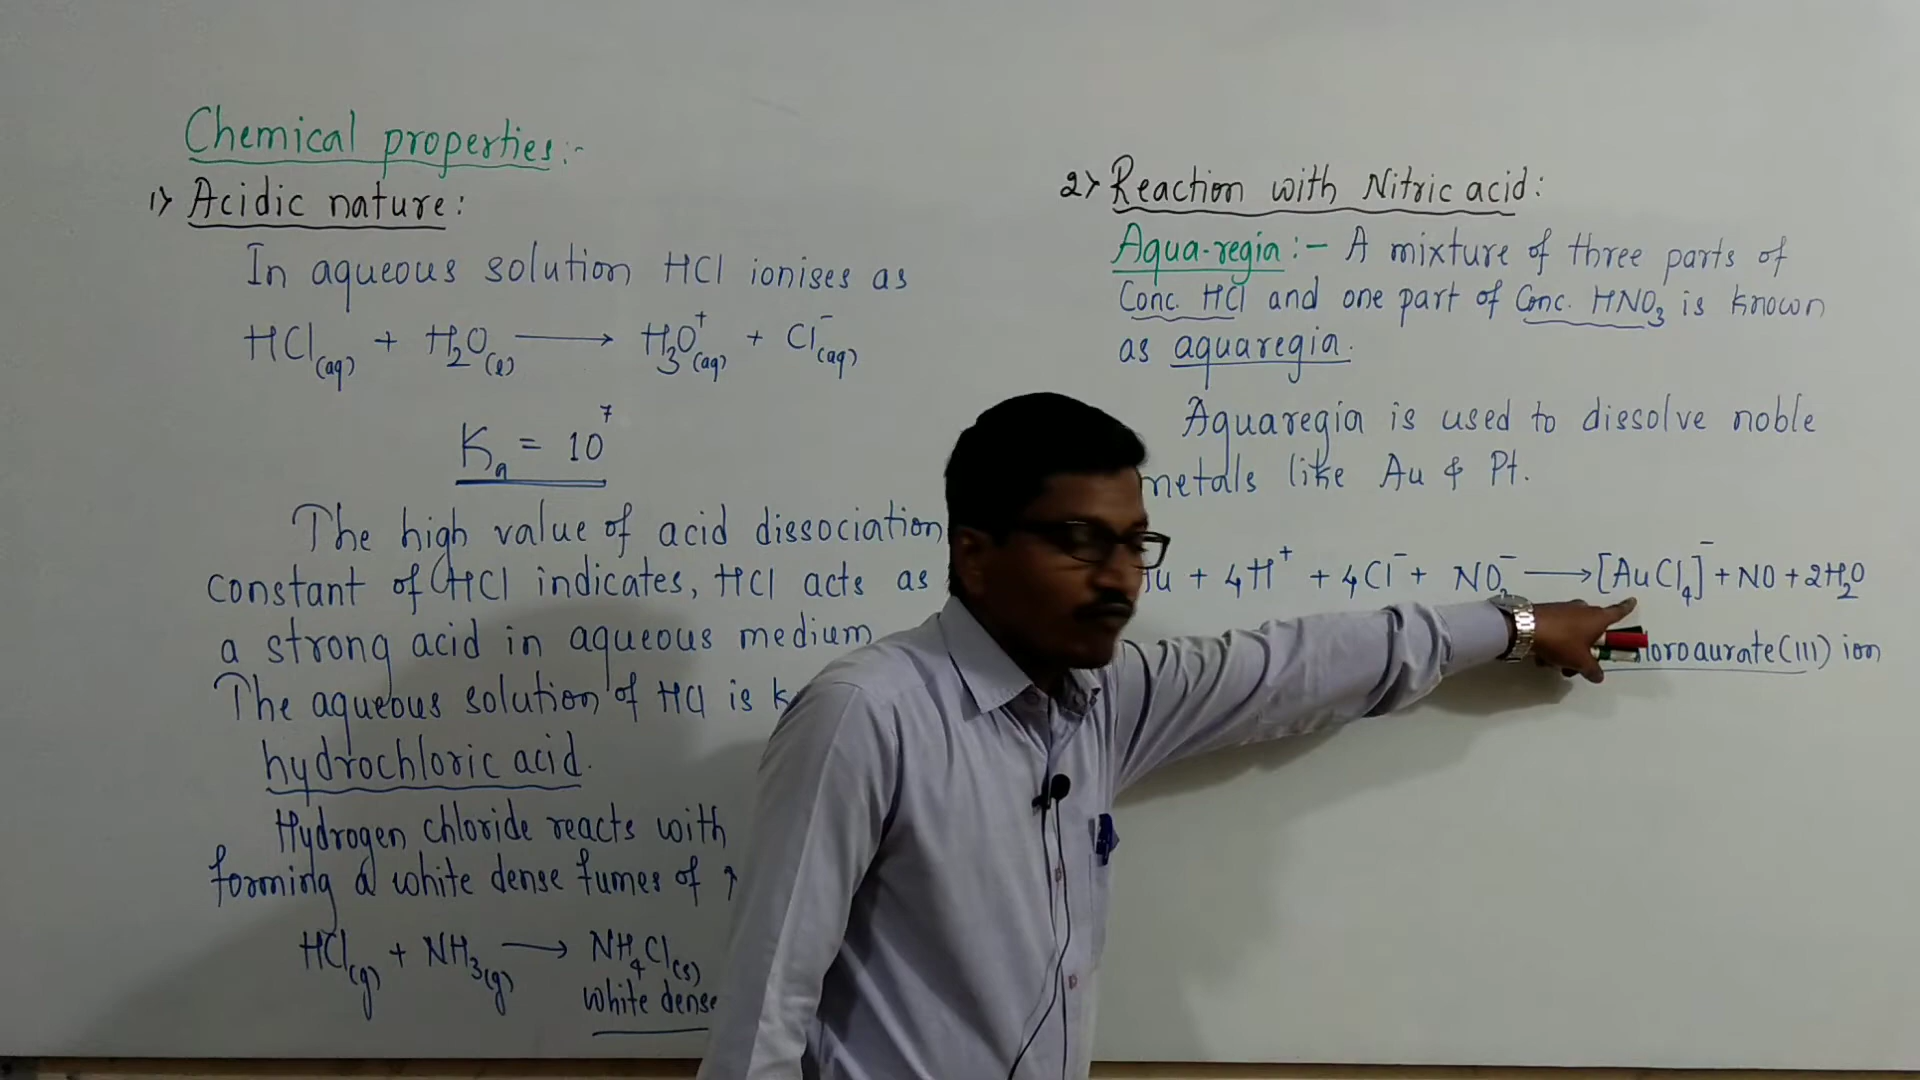 Chemical properties:-
1) Acidic nature:
In aqueous solution HCl ionises as
HCl(aq) + H₂O(l) ⟶ H₃O⁺(aq) + Cl⁻(aq)
Ka = 10⁷
The high value of acid dissociation
constant of HCl indicates, HCl acts as
a strong acid in aqueous medium
The aqueous solution of HCl is
hydrochloric acid.
Hydrogen chloride reacts with
forming a white dense fumes of
HCl(g) + NH₃(g) ⟶ NH₄Cl(s)
white dense
2) Reaction with Nitric acid:
Aqua-regia:- A mixture of three parts of
Conc. HCl and one part of Conc. HNO₃ is known
as aquaregia.
Aquaregia is used to dissolve noble
metals like Au & Pt.
+ 4H⁺ + 4Cl⁻ + NO₃⁻ ⟶ [AuCl₄]⁻ + NO + 2H₂O
loroaurate(III) ion